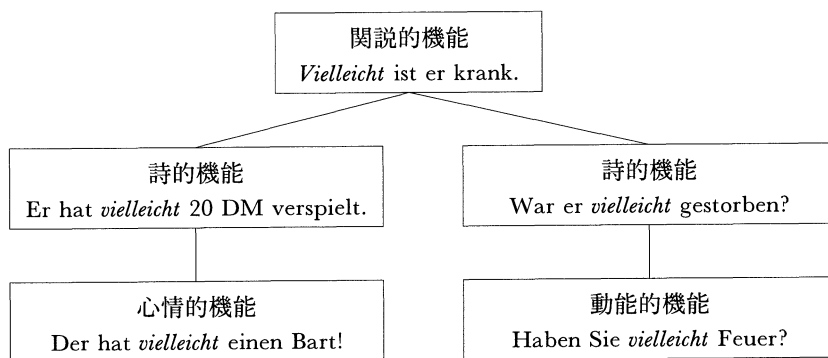 関説的機能
Vielleicht ist er krank.
詩的機能
Er hat vielleicht 20 DM verspielt.
詩的機能
War er vielleicht gestorben?
心情的機能
Der hat vielleicht einen Bart!
動能的機能
Haben Sie vielleicht Feuer?